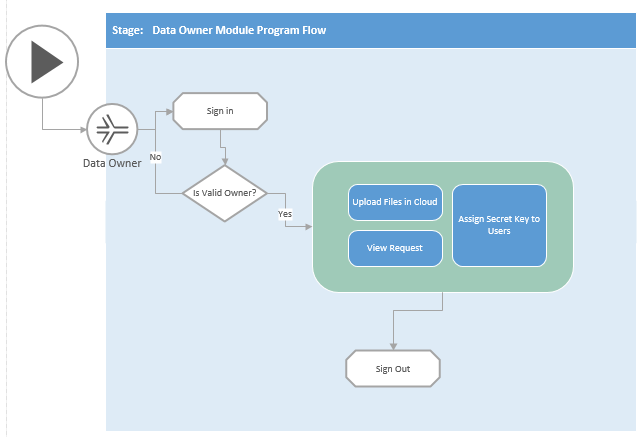 Stage: Data Owner Module Program Flow
Sign in
Data Owner
No
Is Valid Owner?
Yes
Upload Files in Cloud
Assign Secret Key to
Users
View Request
Sign Out